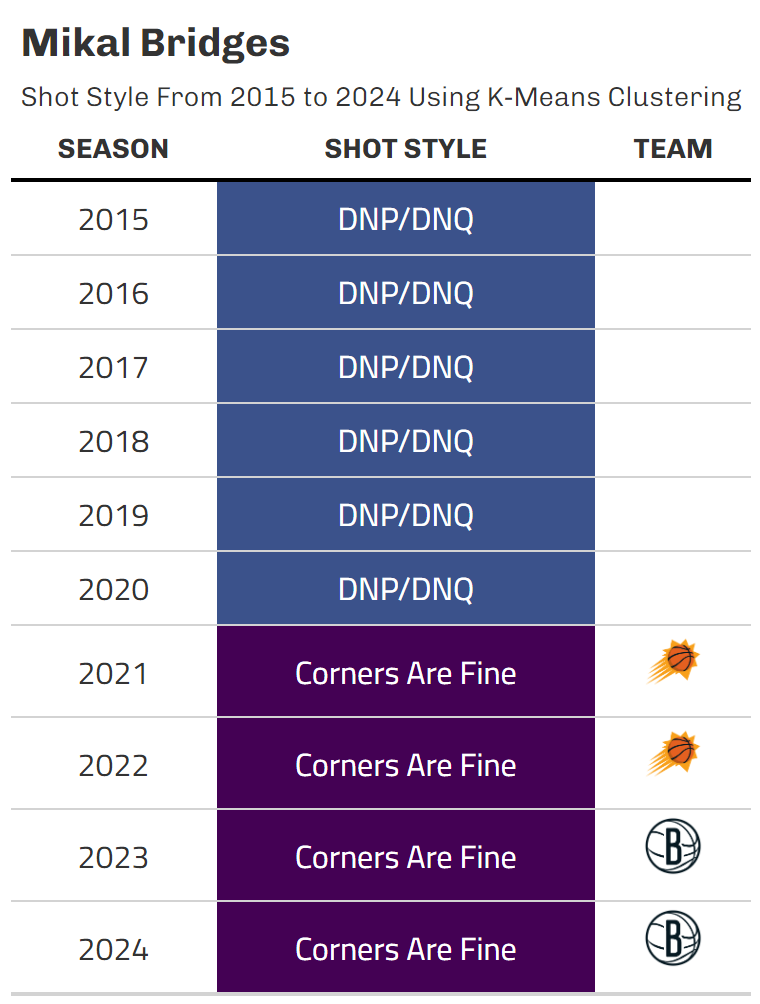 Mikal Bridges
Shot Style From 2015 to 2024 Using K-Means Clustering
SEASON SHOT STYLE TEAM
2015 DNP/DNQ
2016 DNP/DNQ
2017 DNP/DNQ
2018 DNP/DNQ
2019 DNP/DNQ
2020 DNP/DNQ
2021 Corners Are Fine
2022 Corners Are Fine
2023 Corners Are Fine B
2024 Corners Are Fine B